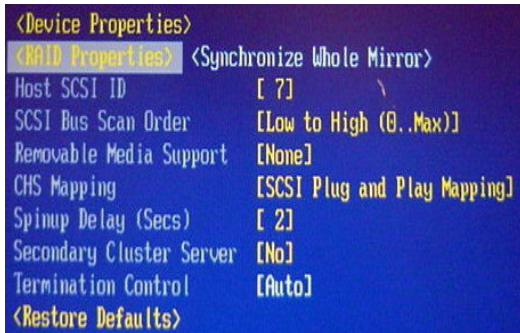 <Device Properties>
<RAID Properties> <Synchronize Whole Mirror>
Host SCSI ID [ 7]
SCSI Bus Scan Order [Low to High (0..Max)]
Removable Media Support [None]
CHS Mapping [SCSI Plug and Play Mapping]
Spinup Delay (Secs) [ 2]
Secondary Cluster Server [No]
Termination Control [Auto]
<Restore Defaults>